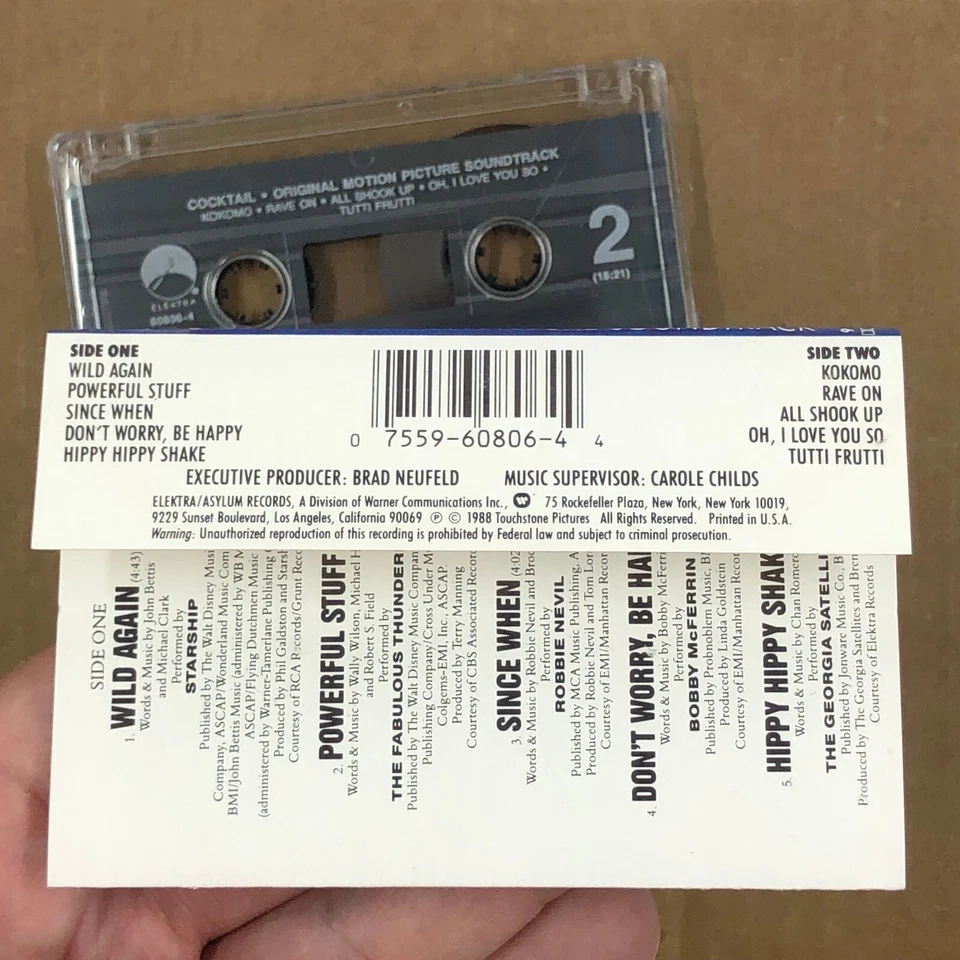 COCKTAIL • ORIGINAL MOTION PICTURE SOUNDTRACK
KOKOMO • RAVE ON • ALL SHOOK UP • OH, I LOVE YOU SO •
TUTTI FRUTTI
2
(15:21)
ELEKTRA
60806-4
SIDE ONE
WILD AGAIN
POWERFUL STUFF
SINCE WHEN
DON'T WORRY, BE HAPPY
HIPPY HIPPY SHAKE
0 7559-60806-4 4
SIDE TWO
KOKOMO
RAVE ON
ALL SHOOK UP
OH, I LOVE YOU SO
TUTTI FRUTTI
EXECUTIVE PRODUCER: BRAD NEUFELD MUSIC SUPERVISOR: CAROLE CHILDS
ELEKTRA/ASYLUM RECORDS, A Division of Warner Communications Inc., 75 Rockefeller Plaza, New York, New York 10019,
9229 Sunset Boulevard, Los Angeles, California 90069 ℗ © 1988 Touchstone Pictures All Rights Reserved. Printed in U.S.A.
Warning: Unauthorized reproduction of this recording is prohibited by Federal law and subject to criminal prosecution.
SIDE ONE
1. WILD AGAIN (4:43)
Words & Music by John Bettis
and Michael Clark
Performed by
STARSHIP
Published by The Walt Disney Musi
Company, ASCAP/Wonderland Music Com
BMI/John Bettis Music (administered by WB M
ASCAP/Flying Dutchmen Music
(administered by Warner-Tamerlane Publishing
Produced by Phil Galdston and Starsh
Courtesy of RCA Records/Grunt Reco
2. POWERFUL STUFF
Words & Music by Wally Wilson, Michael H
and Robert S. Field
Performed by
THE FABULOUS THUNDER
Published by The Walt Disney Music Compan
Publishing Company/Cross Under M
Colgems-EMI, Inc., ASCAP.
Produced by Terry Manning
Courtesy of CBS Associated Record
3. SINCE WHEN (4:02
Words & Music by Robbie Nevil and Broc
Performed by
ROBBIE NEVIL
Published by MCA Music Publishing, A
Produced by Robbie Nevil and Tom Lor
Courtesy of EMI/Manhattan Recor
4. DON'T WORRY, BE HA
Words & Music by Bobby McFerri
Performed by
BOBBY McFERRIN
Published by Probnoblem Music, B
Produced by Linda Goldstein
Courtesy of EMI/Manhattan Recor
5. HIPPY HIPPY SHAK
Words & Music by Chan Romero
Performed by
THE GEORGIA SATELLI
Published by Jonware Music Co., B
Produced by The Georgia Satellites and Bren
Courtesy of Elektra Records